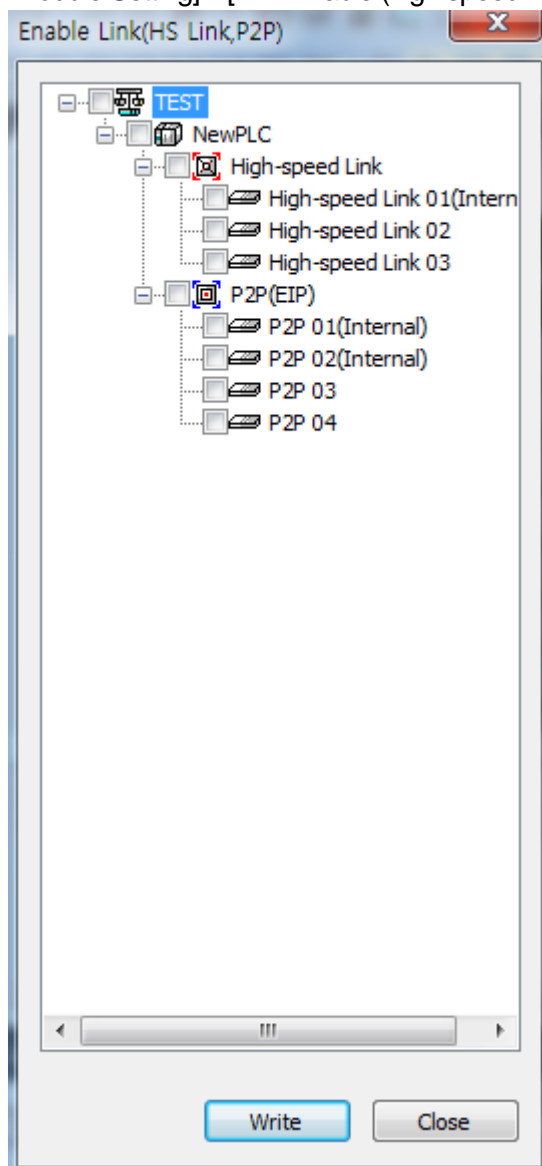 Enable Link(HS Link,P2P)
TEST
NewPLC
High-speed Link
High-speed Link 01(Intern
High-speed Link 02
High-speed Link 03
P2P(EIP)
P2P 01(Internal)
P2P 02(Internal)
P2P 03
P2P 04
Write
Close